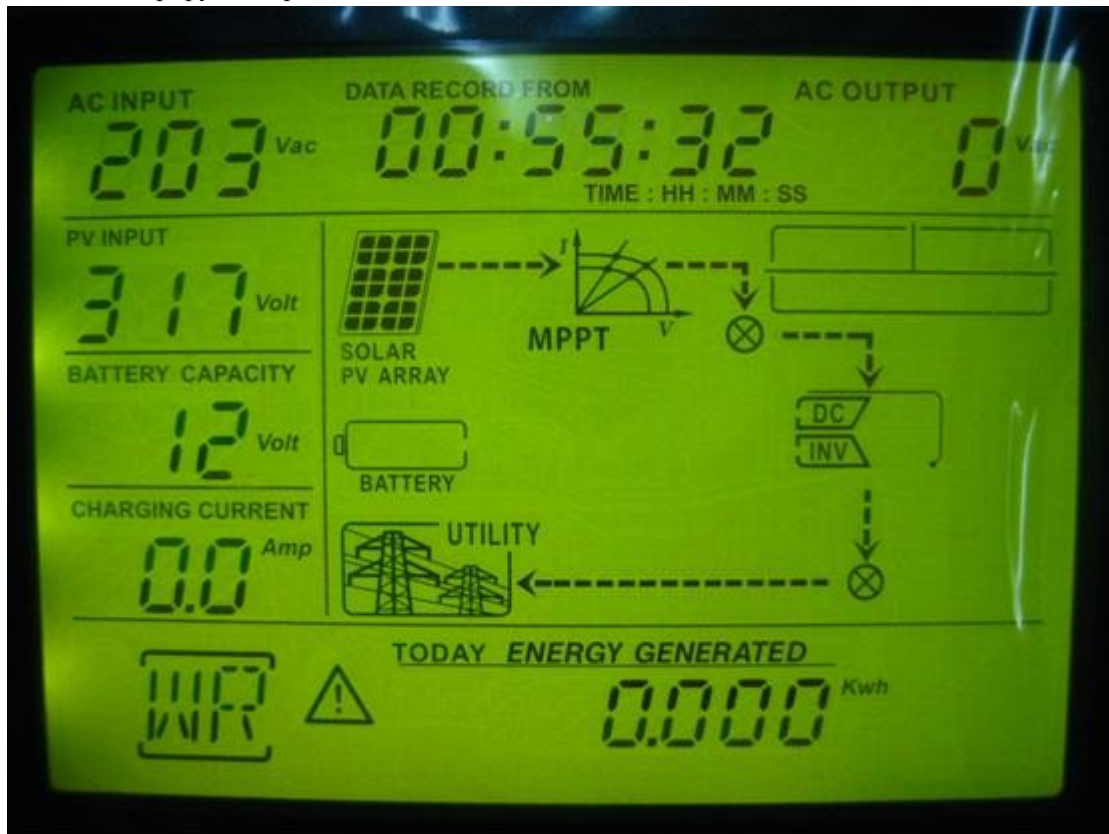 AC INPUT
203 Vac
DATA RECORD FROM
00:55:32
TIME : HH : MM : SS
AC OUTPUT
0 Vac
PV INPUT
317 Volt
BATTERY CAPACITY
12 Volt
CHARGING CURRENT
0.0 Amp
SOLAR
PV ARRAY
I
V
MPPT
DC
INV
BATTERY
UTILITY
WR
TODAY ENERGY GENERATED
0.000 Kwh